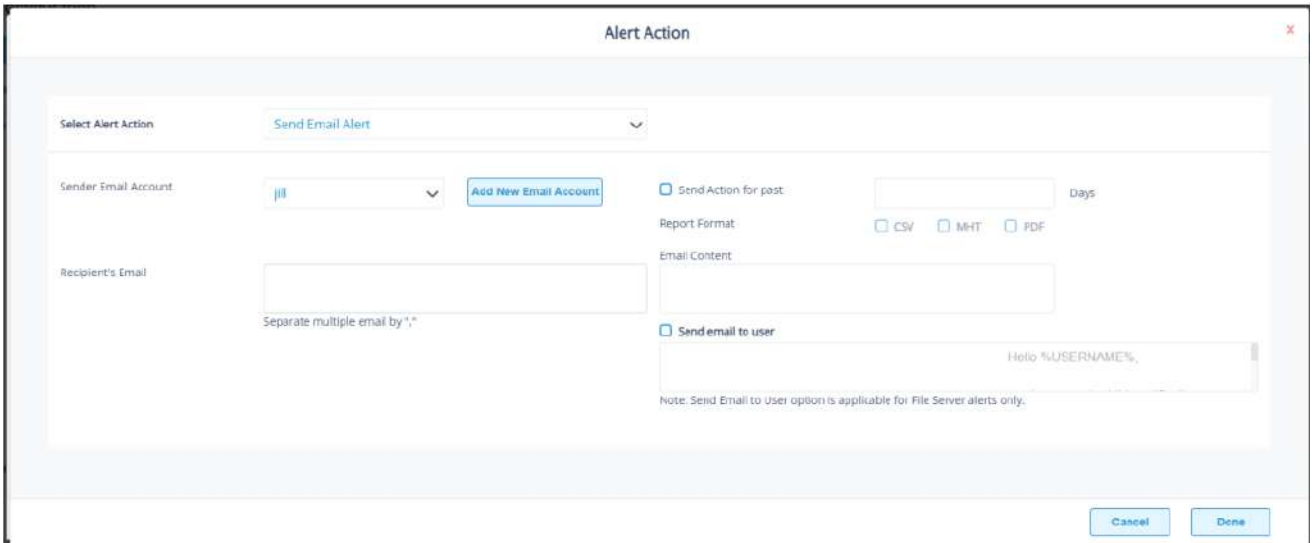 Alert Action
x
Select Alert Action
Send Email Alert
Sender Email Account
jill
Add New Email Account
Send Action for past
Days
Report Format
CSV
MHT
PDF
Email Content
Recipient's Email
Separate multiple email by ","
Send email to user
Hello %USERNAME%,
Note: Send Email to User option is applicable for File Server alerts only.
Cancel
Done